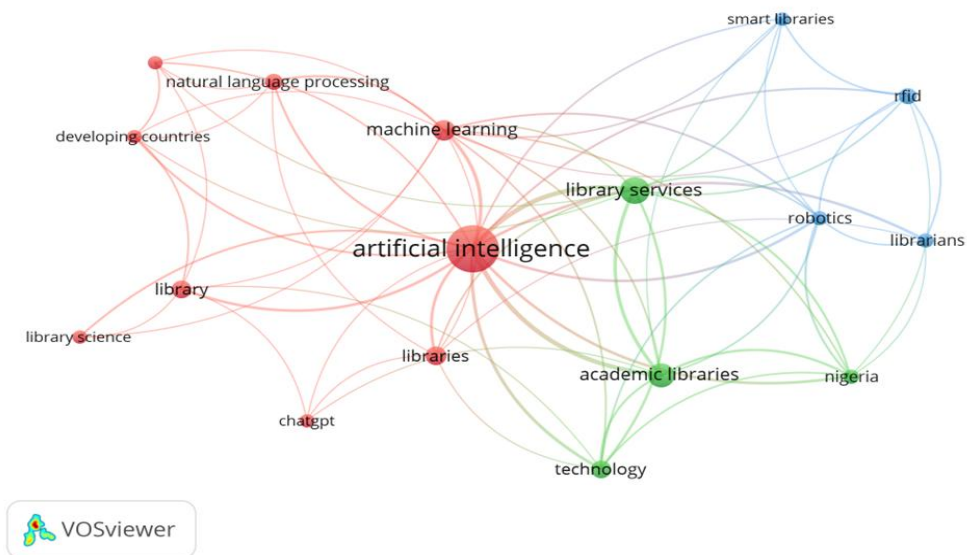 smart libraries
natural language processing
rfid
machine learning
developing countries
library services
robotics
artificial intelligence
librarians
library
library science
libraries
academic libraries
nigeria
chatgpt
technology
VOSviewer